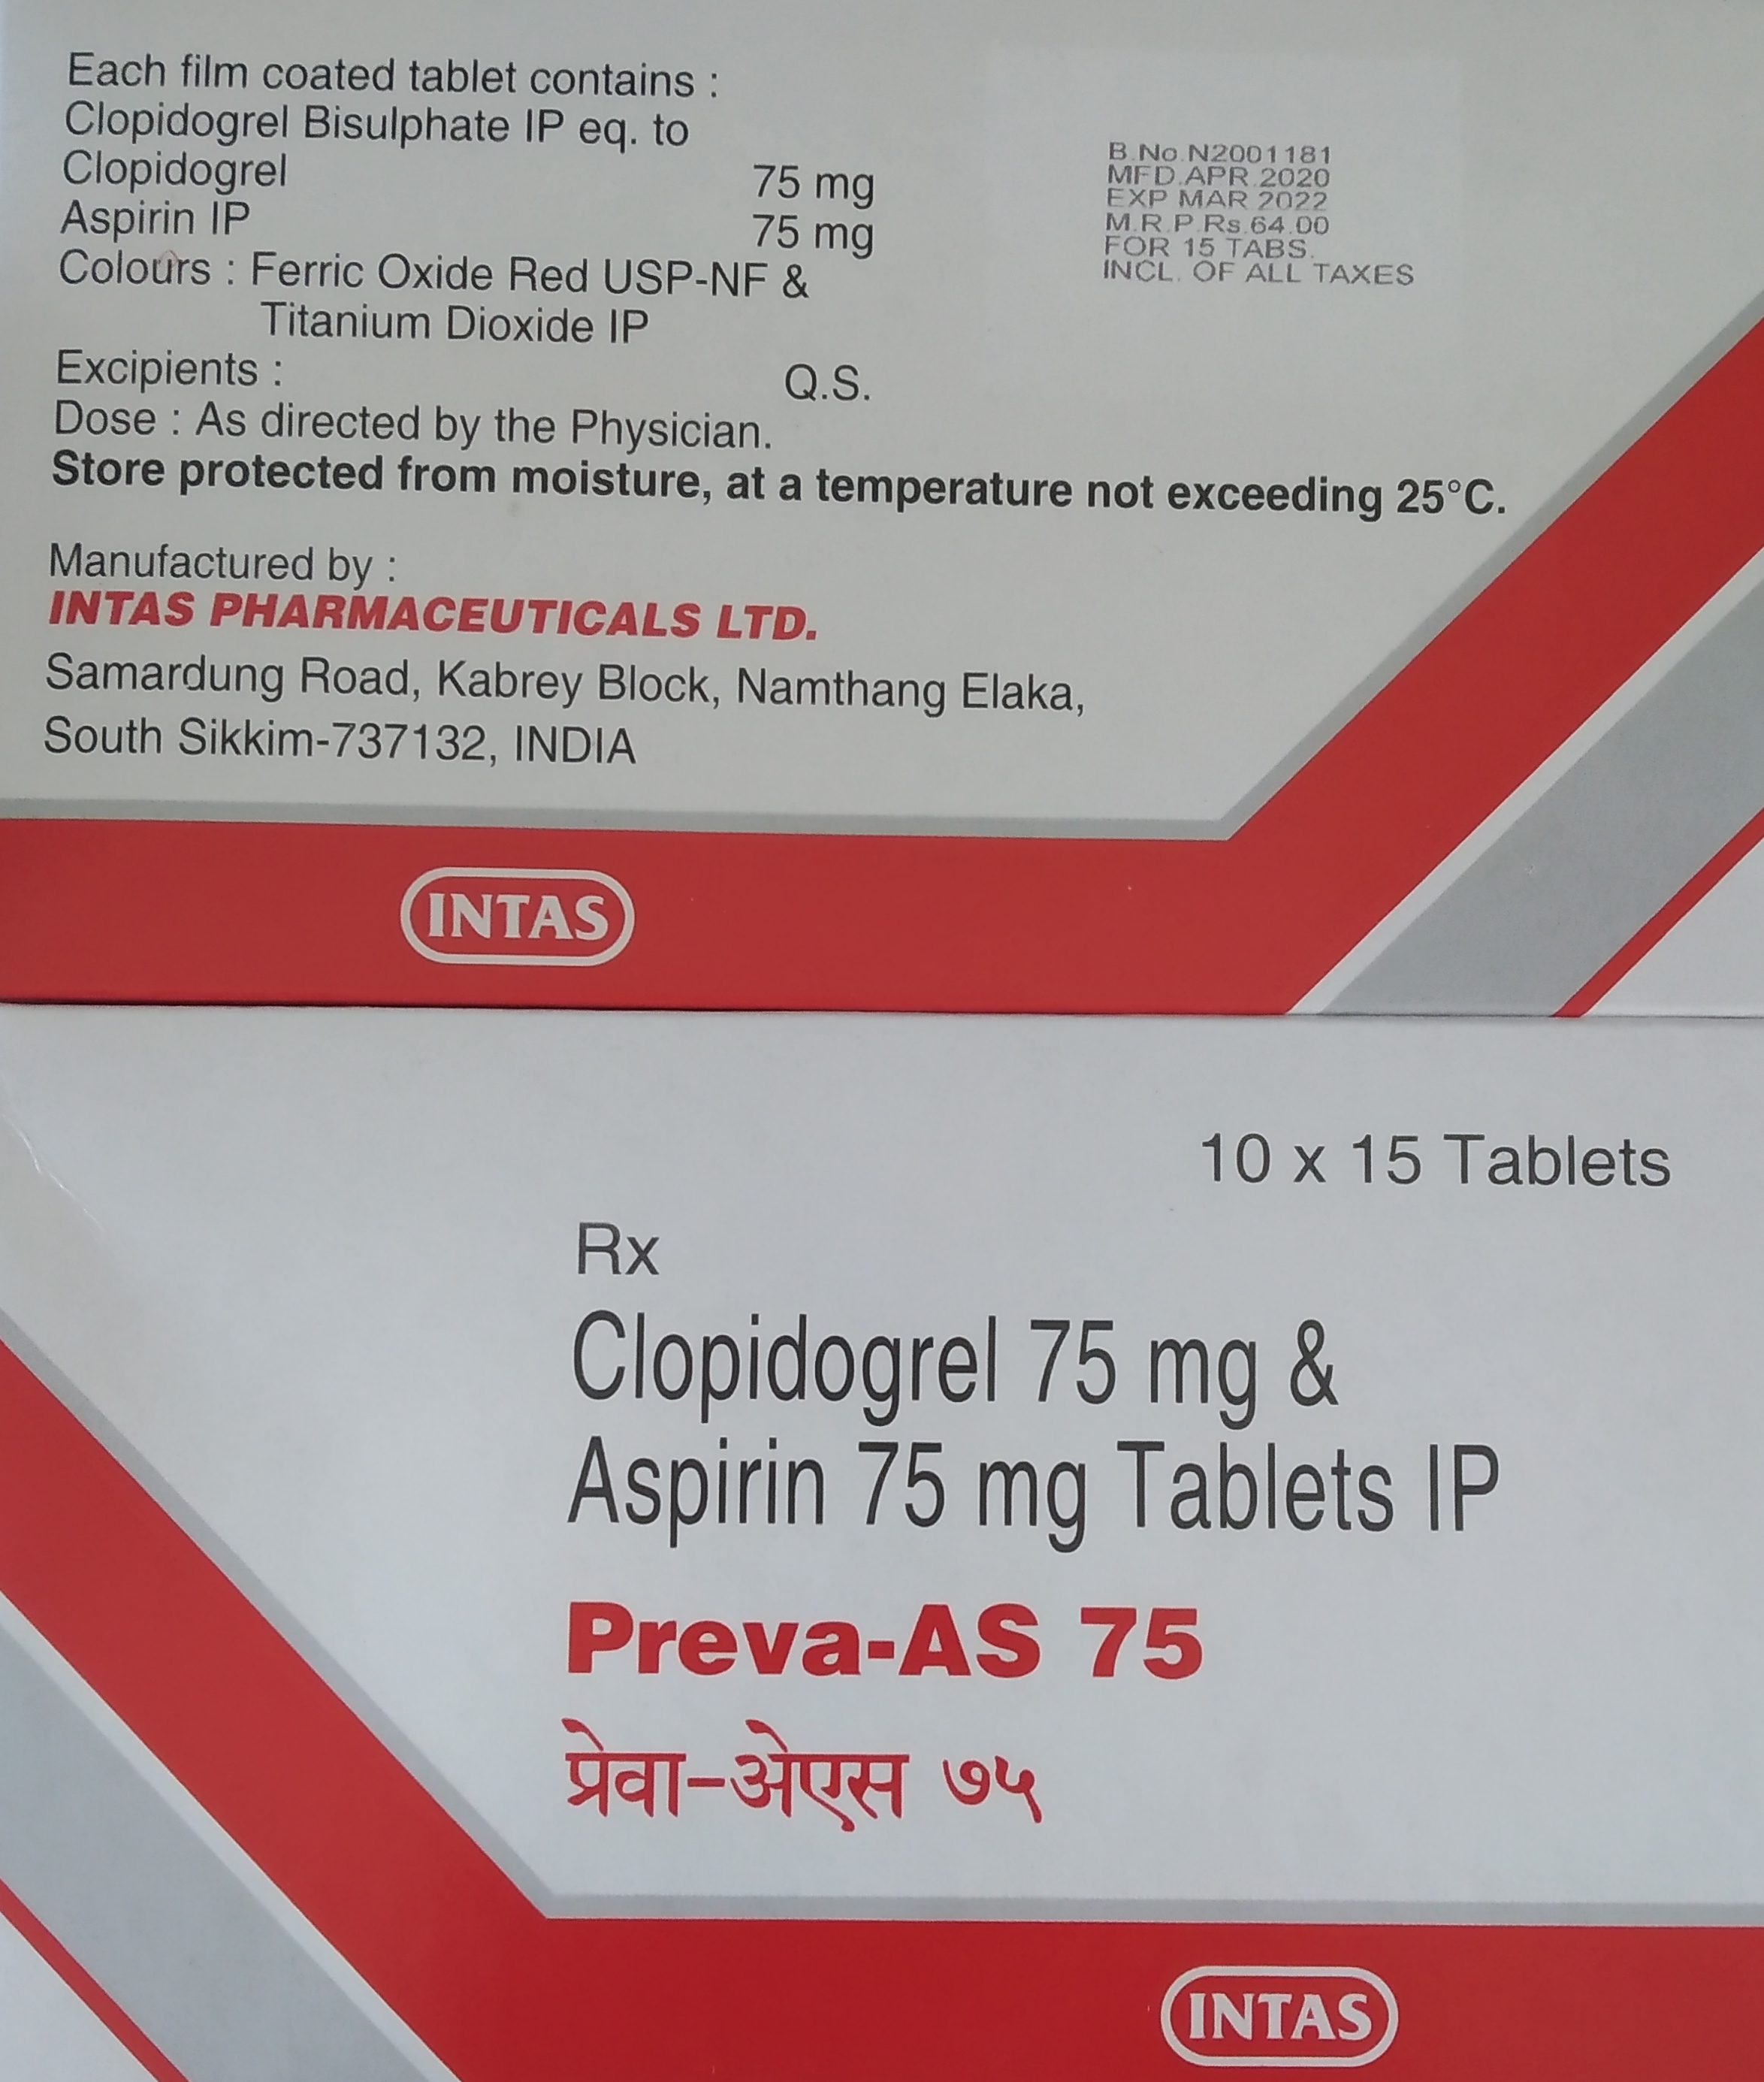 Each film coated tablet contains :
Clopidogrel Bisulphate IP eq. to
Clopidogrel 75 mg
Aspirin IP 75 mg
Colours : Ferric Oxide Red USP-NF &
Titanium Dioxide IP
Excipients : Q.S.
Dose : As directed by the Physician.
Store protected from moisture, at a temperature not exceeding 25°C.
Manufactured by :
INTAS PHARMACEUTICALS LTD.
Samardung Road, Kabrey Block, Namthang Elaka,
South Sikkim-737132, INDIA
B.No.N2001181
MFD.APR.2020
EXP MAR 2022
M.R.P.Rs.64.00
FOR 15 TABS.
INCL. OF ALL TAXES
INTAS
10 x 15 Tablets
Rx
Clopidogrel 75 mg &
Aspirin 75 mg Tablets IP
Preva-AS 75
प्रेवा-अेएस ७५
INTAS